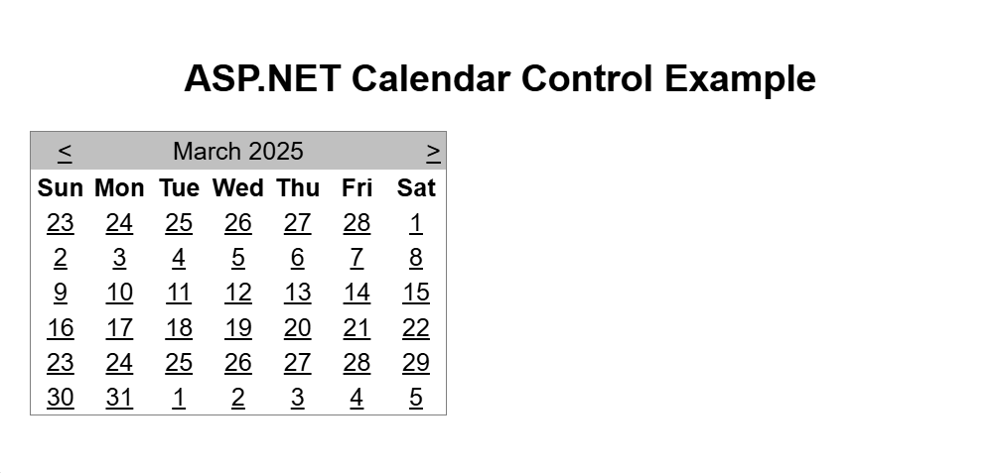 ASP.NET Calendar Control Example
< March 2025 >
Sun Mon Tue Wed Thu Fri Sat
23 24 25 26 27 28 1
2 3 4 5 6 7 8
9 10 11 12 13 14 15
16 17 18 19 20 21 22
23 24 25 26 27 28 29
30 31 1 2 3 4 5